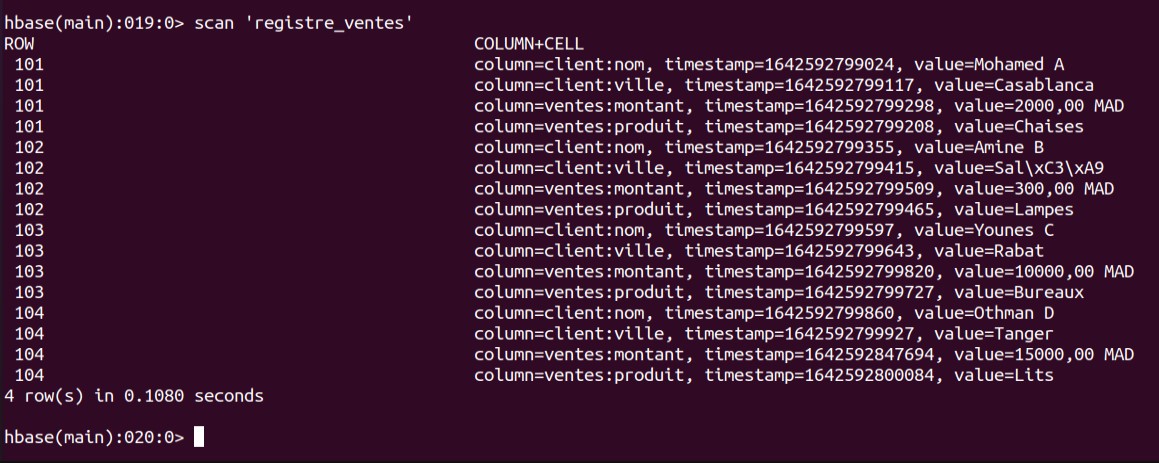 hbase(main):019:0> scan 'registre_ventes'
ROW COLUMN+CELL
101 column=client:nom, timestamp=1642592799024, value=Mohamed A
101 column=client:ville, timestamp=1642592799117, value=Casablanca
101 column=ventes:montant, timestamp=1642592799298, value=2000,00 MAD
101 column=ventes:produit, timestamp=1642592799208, value=Chaises
102 column=client:nom, timestamp=1642592799355, value=Amine B
102 column=client:ville, timestamp=1642592799415, value=Sal\xC3\xA9
102 column=ventes:montant, timestamp=1642592799509, value=300,00 MAD
102 column=ventes:produit, timestamp=1642592799465, value=Lampes
103 column=client:nom, timestamp=1642592799597, value=Younes C
103 column=client:ville, timestamp=1642592799643, value=Rabat
103 column=ventes:montant, timestamp=1642592799820, value=10000,00 MAD
103 column=ventes:produit, timestamp=1642592799727, value=Bureaux
104 column=client:nom, timestamp=1642592799860, value=Othman D
104 column=client:ville, timestamp=1642592799927, value=Tanger
104 column=ventes:montant, timestamp=1642592847694, value=15000,00 MAD
104 column=ventes:produit, timestamp=1642592800084, value=Lits
4 row(s) in 0.1080 seconds
hbase(main):020:0>